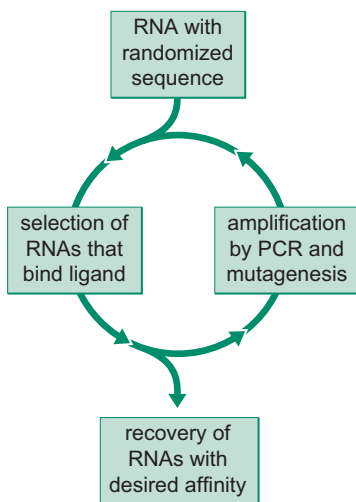 RNA with
randomized
sequence
selection of
RNAs that
bind ligand
amplification
by PCR and
mutagenesis
recovery of
RNAs with
desired affinity